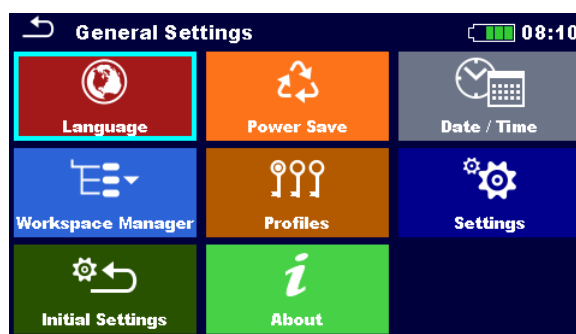 General Settings 08:10
Language Power Save Date / Time
Workspace Manager Profiles Settings
Initial Settings About